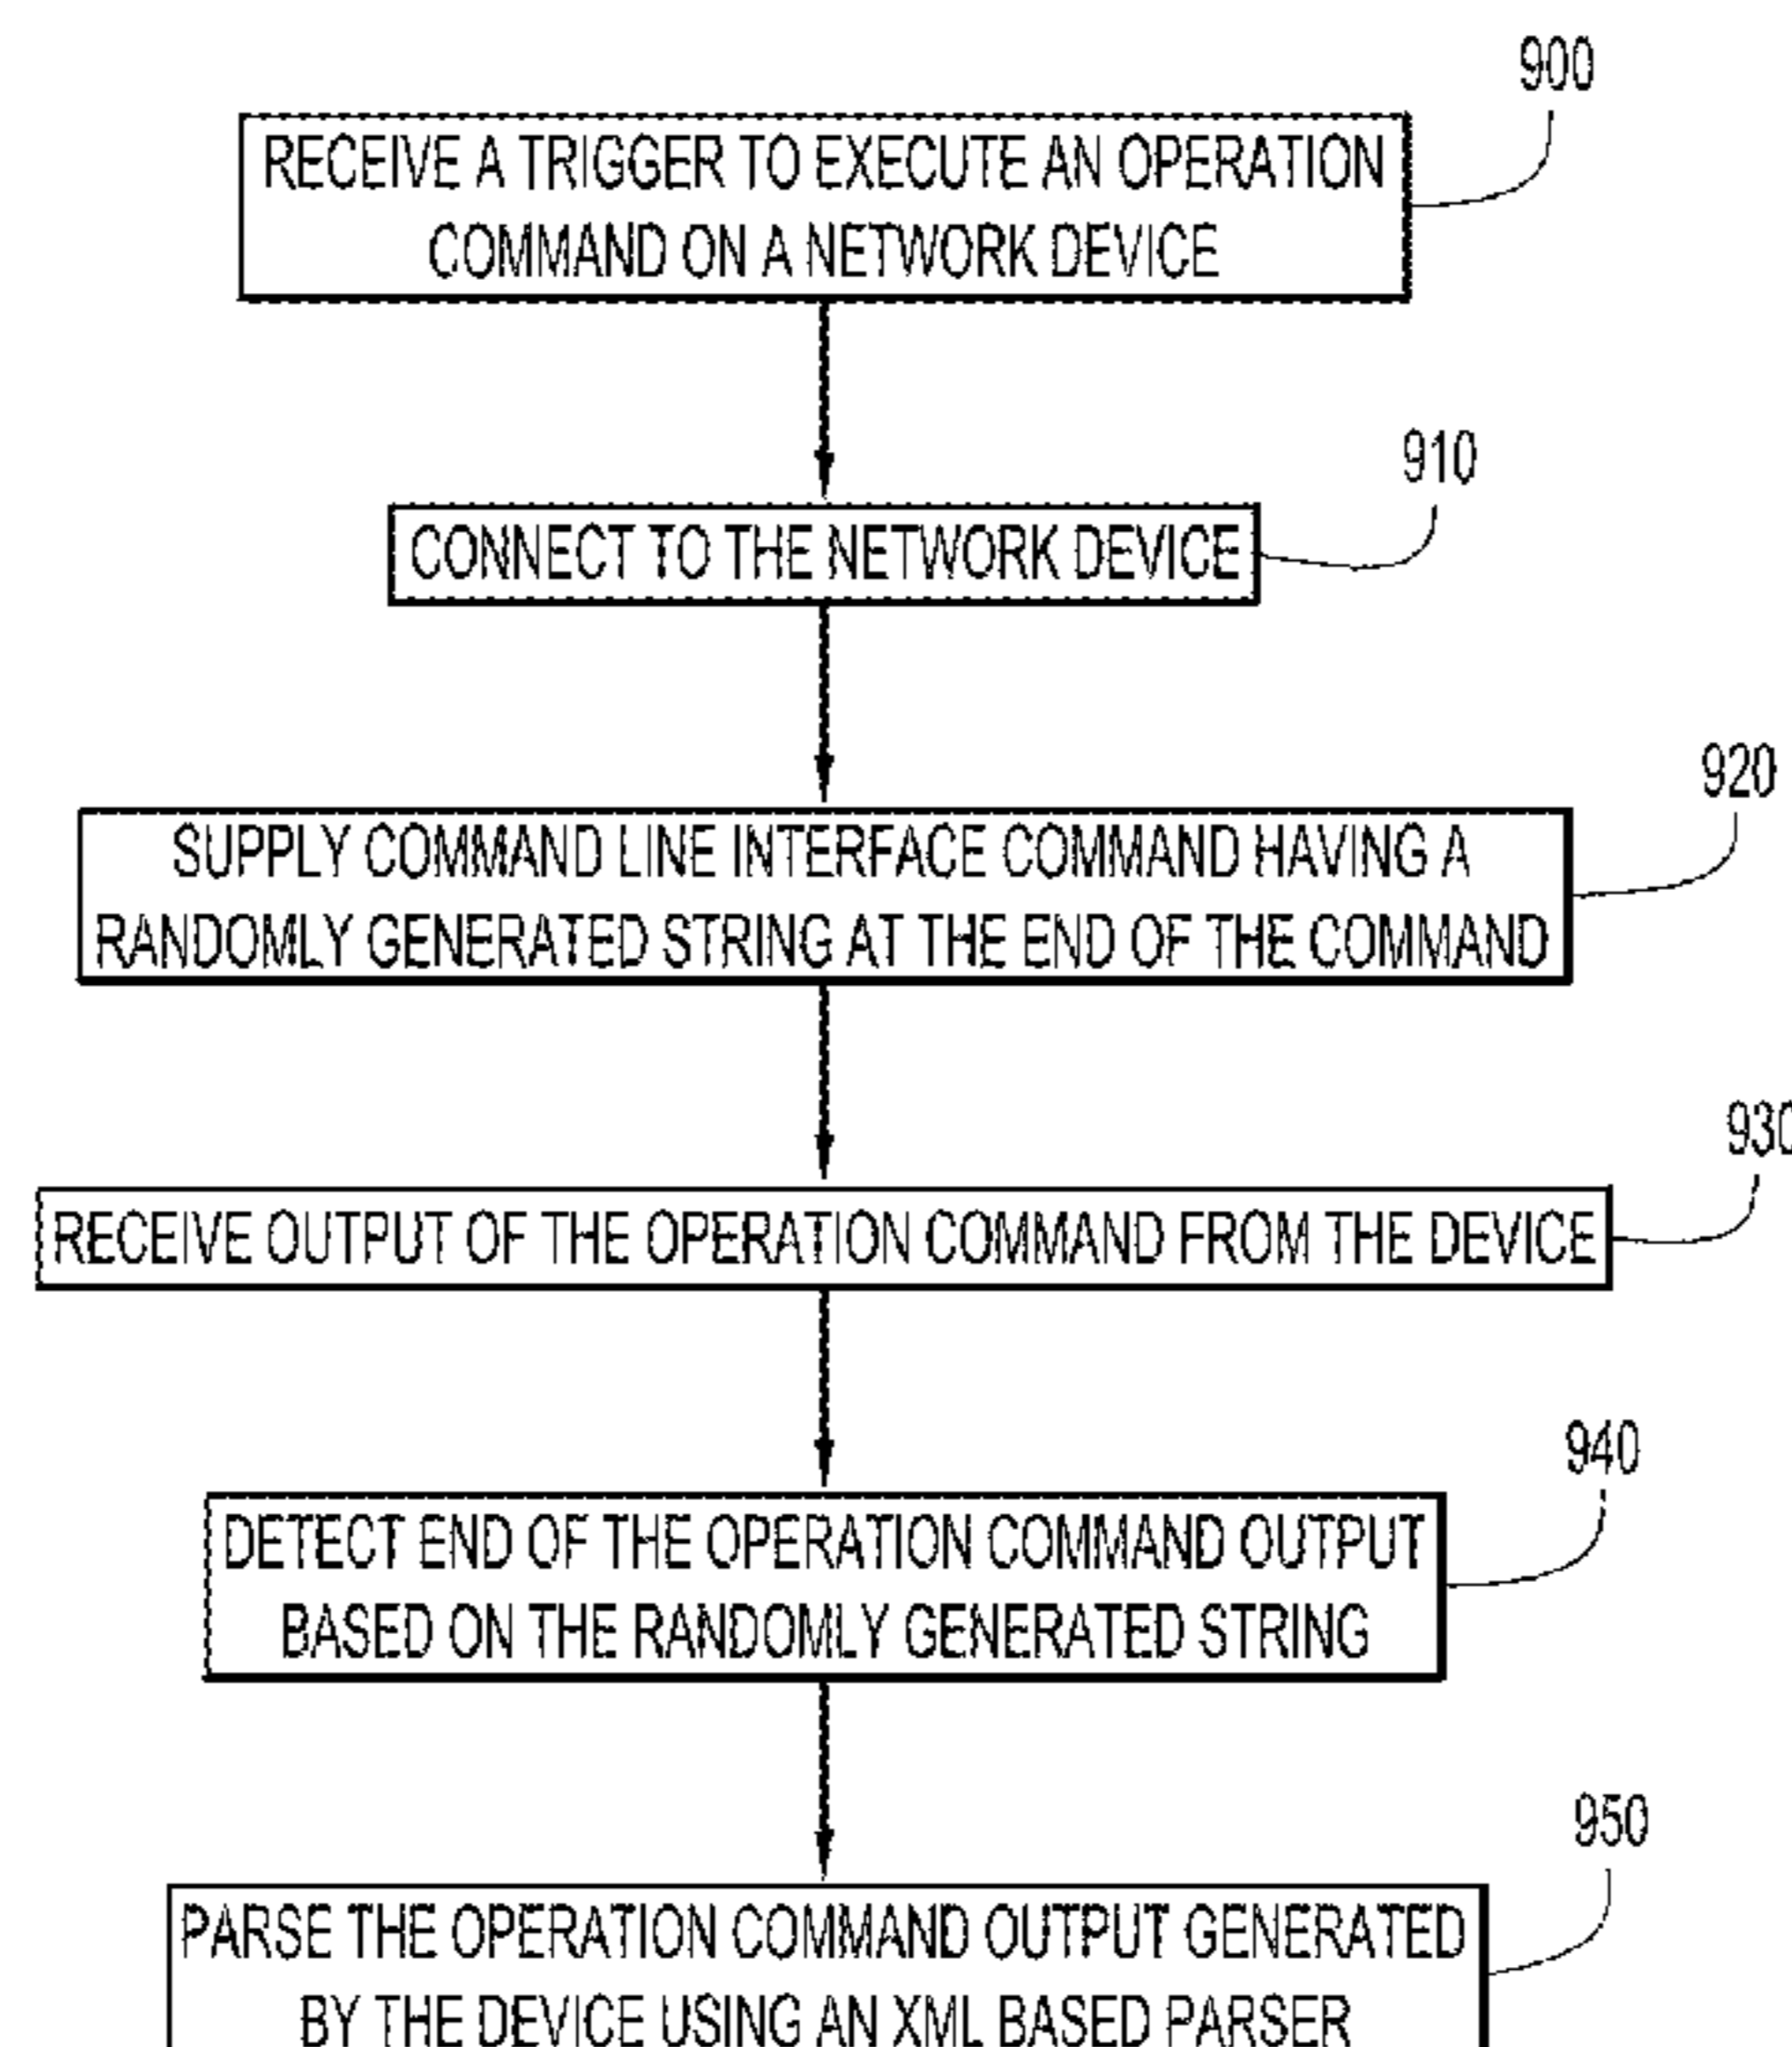 900
RECEIVE A TRIGGER TO EXECUTE AN OPERATION
COMMAND ON A NETWORK DEVICE
910
CONNECT TO THE NETWORK DEVICE
920
SUPPLY COMMAND LINE INTERFACE COMMAND HAVING A
RANDOMLY GENERATED STRING AT THE END OF THE COMMAND
930
RECEIVE OUTPUT OF THE OPERATION COMMAND FROM THE DEVICE
940
DETECT END OF THE OPERATION COMMAND OUTPUT
BASED ON THE RANDOMLY GENERATED STRING
950
PARSE THE OPERATION COMMAND OUTPUT GENERATED
BY THE DEVICE USING AN XML BASED PARSER